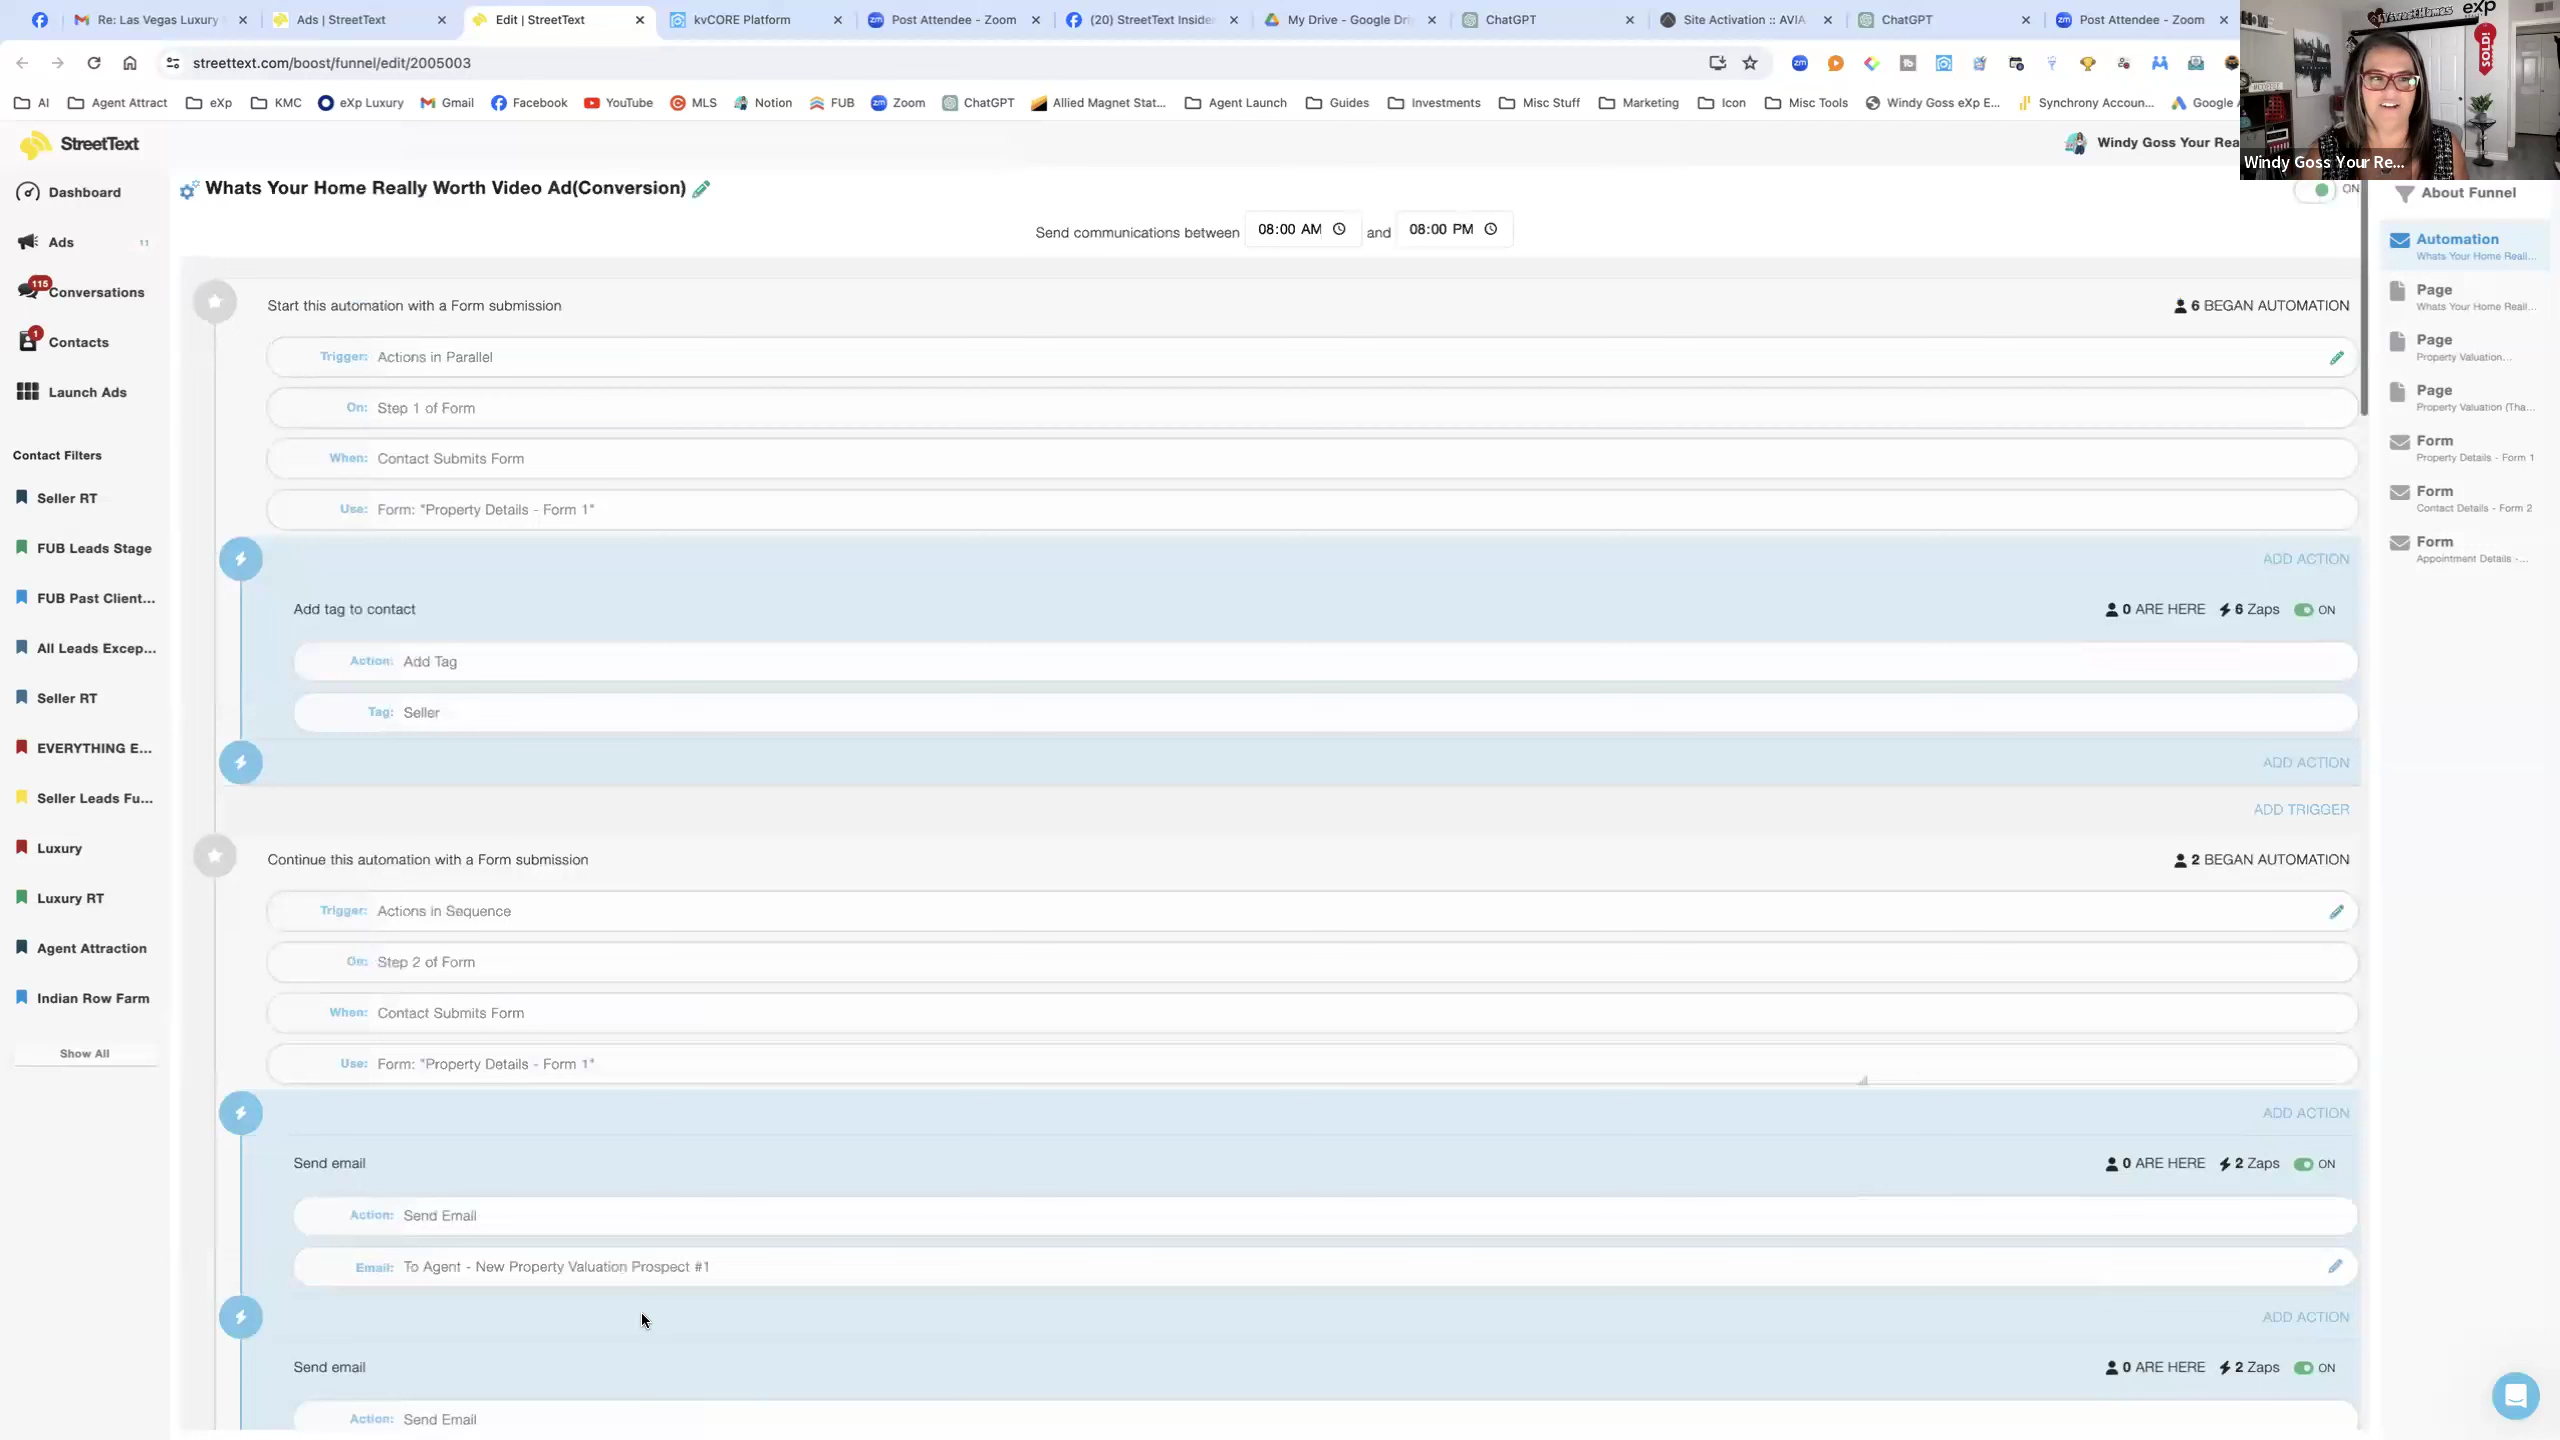 Re: Las Vegas Luxury
Ads | StreetText
Edit | StreetText
kvCORE Platform
Post Attendee - Zoom
(20) StreetText Insider
My Drive - Google Dri
ChatGPT
Site Activation :: AVIA
ChatGPT
Post Attendee - Zoom
streettext.com/boost/funnel/edit/2005003
AI
Agent Attract
eXp
KMC
eXp Luxury
Gmail
Facebook
YouTube
MLS
Notion
FUB
Zoom
ChatGPT
Allied Magnet Stat...
Agent Launch
Guides
Investments
Misc Stuff
Marketing
Icon
Misc Tools
Windy Goss eXp E...
Synchrony Accoun...
Google
eXp
SOLD!
Windy Goss Your Re...
StreetText
Windy Goss Your Rea
Dashboard
Ads
11
Conversations
115
Contacts
1
Launch Ads
Contact Filters
Seller RT
FUB Leads Stage
FUB Past Client...
All Leads Excep...
Seller RT
EVERYTHING E...
Seller Leads Fu...
Luxury
Luxury RT
Agent Attraction
Indian Row Farm
Show All
Whats Your Home Really Worth Video Ad(Conversion)
ON
Send communications between 08:00 AM and 08:00 PM
Start this automation with a Form submission
6 BEGAN AUTOMATION
Trigger: Actions in Parallel
On: Step 1 of Form
When: Contact Submits Form
Use: Form: "Property Details - Form 1"
ADD ACTION
Add tag to contact
0 ARE HERE 6 Zaps ON
Action: Add Tag
Tag: Seller
ADD ACTION
ADD TRIGGER
Continue this automation with a Form submission
2 BEGAN AUTOMATION
Trigger: Actions in Sequence
On: Step 2 of Form
When: Contact Submits Form
Use: Form: "Property Details - Form 1"
ADD ACTION
Send email
0 ARE HERE 2 Zaps ON
Action: Send Email
Email: To Agent - New Property Valuation Prospect #1
ADD ACTION
Send email
0 ARE HERE 2 Zaps ON
Action: Send Email
About Funnel
Automation
Whats Your Home Reall...
Page
Whats Your Home Reall...
Page
Property Valuation...
Page
Property Valuation (Tha...
Form
Property Details - Form 1
Form
Contact Details - Form 2
Form
Appointment Details -...